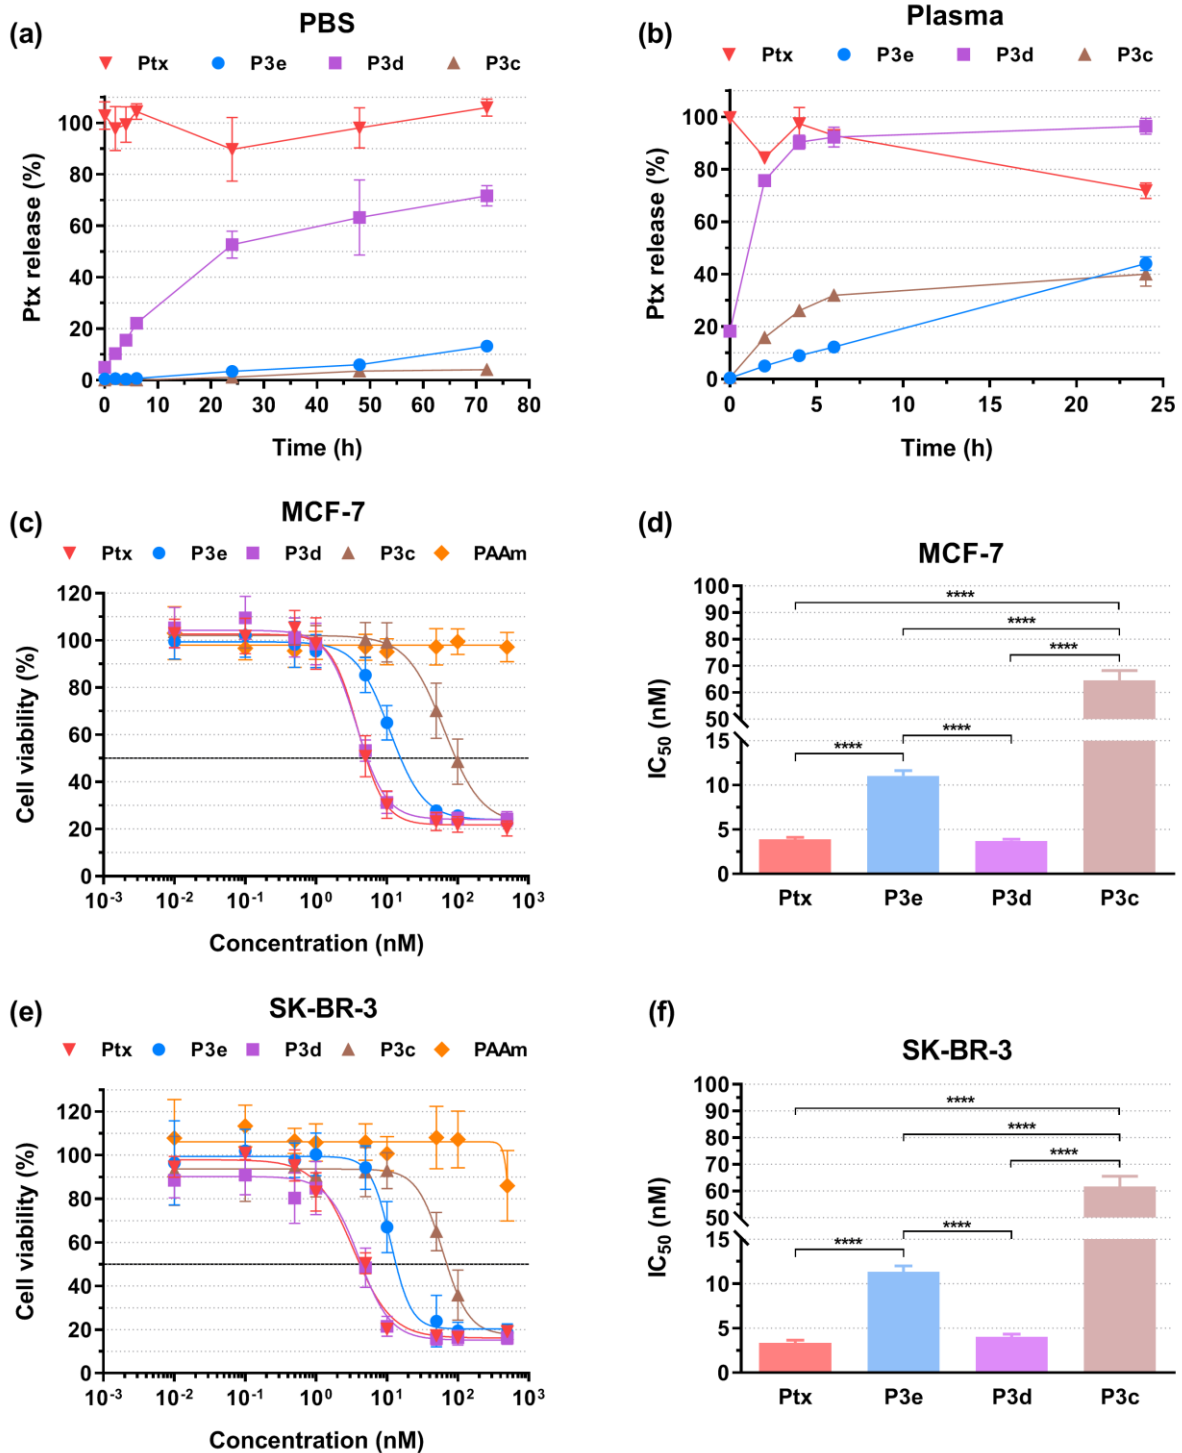 (a)
PBS
Ptx P3e P3d P3c
Ptx release (%)
100
80
60
40
20
0
0 10 20 30 40 50 60 70 80
Time (h)
(b)
Plasma
Ptx P3e P3d P3c
Ptx release (%)
100
80
60
40
20
0
0 5 10 15 20 25
Time (h)
(c)
MCF-7
Ptx P3e P3d P3c PAAm
Cell viability (%)
120
100
80
60
40
20
0
10-3 10-2 10-1 100 101 102 103
Concentration (nM)
(d)
MCF-7
IC50 (nM)
100
90
80
70
60
50
15
10
5
0
****
****
****
****
****
Ptx P3e P3d P3c
(e)
SK-BR-3
Ptx P3e P3d P3c PAAm
Cell viability (%)
120
100
80
60
40
20
0
10-3 10-2 10-1 100 101 102 103
Concentration (nM)
(f)
SK-BR-3
IC50 (nM)
100
90
80
70
60
50
15
10
5
0
****
****
****
****
****
Ptx P3e P3d P3c